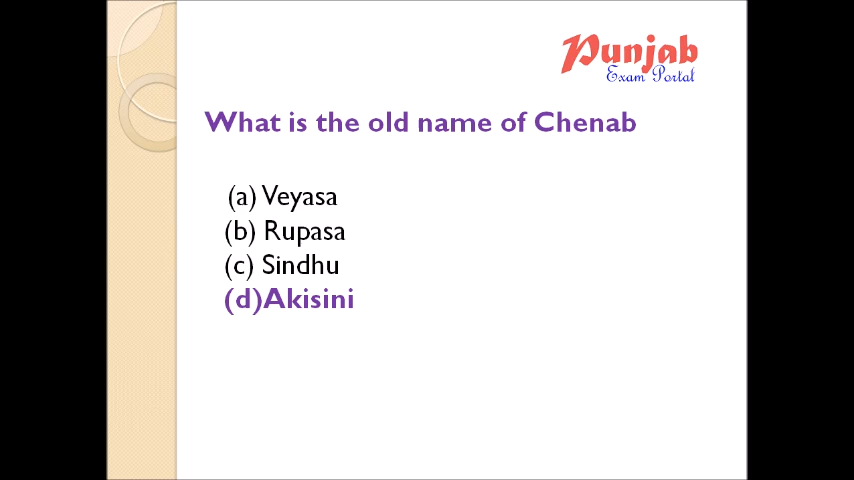 Punjab
Exam Portal
What is the old name of Chenab
(a) Veyasa
(b) Rupasa
(c) Sindhu
(d)Akisini